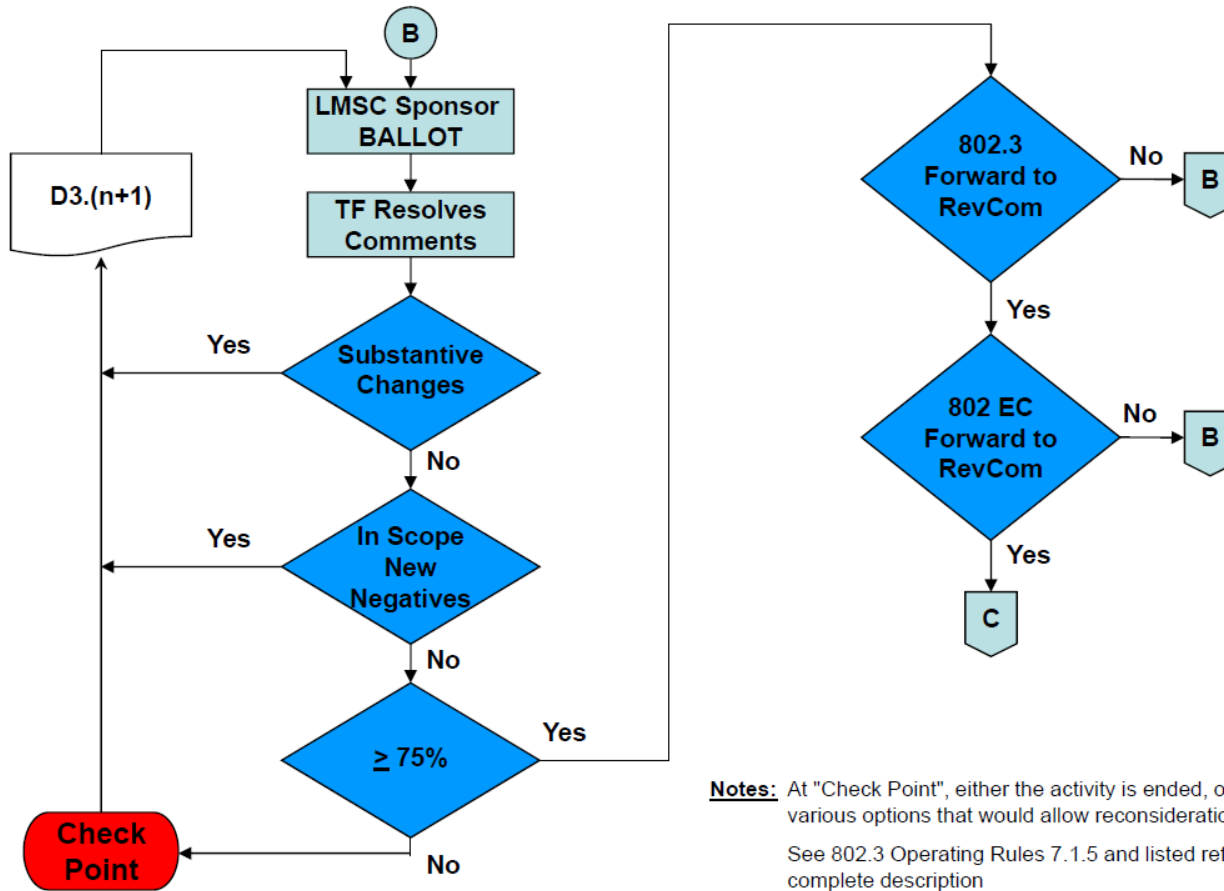 B
LMSC Sponsor
BALLOT
D3.(n+1)
TF Resolves
Comments
Yes
Substantive
Changes
No
Yes
In Scope
New
Negatives
No
≥ 75%
Yes
No
Check
Point
802.3
Forward to
RevCom
No
B
Yes
802 EC
Forward to
RevCom
No
B
Yes
C
Notes: At "Check Point", either the activity is ended, o
various options that would allow reconsideratio
See 802.3 Operating Rules 7.1.5 and listed ref
complete description